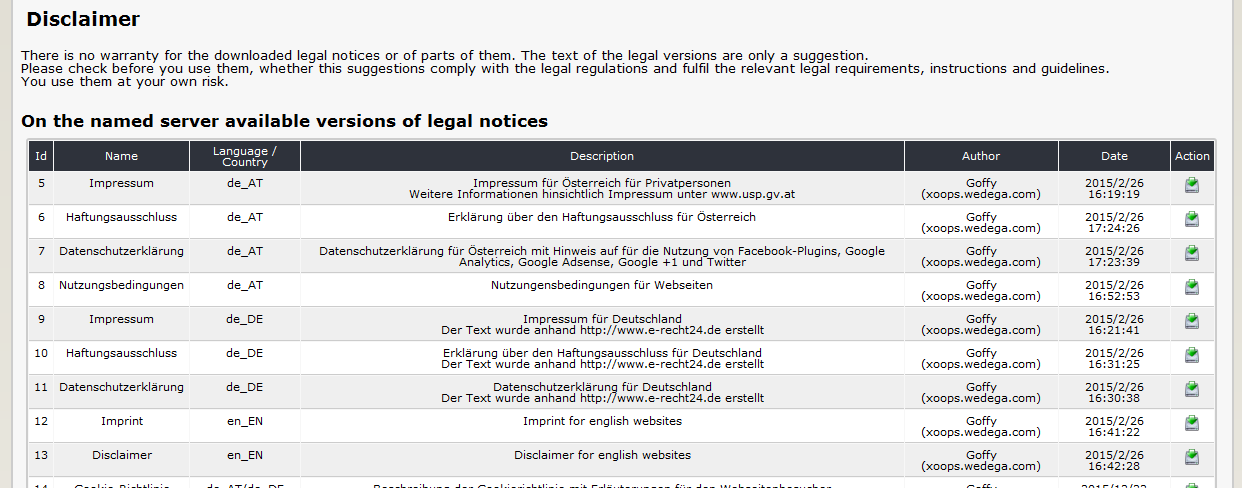 Disclaimer
There is no warranty for the downloaded legal notices or of parts of them. The text of the legal versions are only a suggestion.
Please check before you use them, whether this suggestions comply with the legal regulations and fulfil the relevant legal requirements, instructions and guidelines.
You use them at your own risk.
On the named server available versions of legal notices
Id Name Language / Country Description Author Date Action
5 Impressum de_AT Impressum für Österreich für Privatpersonen Goffy 2015/2/26
Weitere Informationen hinsichtlich Impressum unter www.usp.gv.at (xoops.wedega.com) 16:19:19
6 Haftungsausschluss de_AT Erklärung über den Haftungsausschluss für Österreich Goffy 2015/2/26
(xoops.wedega.com) 17:24:26
7 Datenschutzerklärung de_AT Datenschutzerklärung für Österreich mit Hinweis auf für die Nutzung von Facebook-Plugins, Google Goffy 2015/2/26
Analytics, Google Adsense, Google +1 und Twitter (xoops.wedega.com) 17:23:39
8 Nutzungsbedingungen de_AT Nutzungensbedingungen für Webseiten Goffy 2015/2/26
(xoops.wedega.com) 16:52:53
9 Impressum de_DE Impressum für Deutschland Goffy 2015/2/26
Der Text wurde anhand http://www.e-recht24.de erstellt (xoops.wedega.com) 16:21:41
10 Haftungsausschluss de_DE Erklärung über den Haftungsausschluss für Deutschland Goffy 2015/2/26
Der Text wurde anhand http://www.e-recht24.de erstellt (xoops.wedega.com) 16:31:25
11 Datenschutzerklärung de_DE Datenschutzerklärung für Deutschland Goffy 2015/2/26
Der Text wurde anhand http://www.e-recht24.de erstellt (xoops.wedega.com) 16:30:38
12 Imprint en_EN Imprint for english websites Goffy 2015/2/26
(xoops.wedega.com) 16:41:22
13 Disclaimer en_EN Disclaimer for english websites Goffy 2015/2/26
(xoops.wedega.com) 16:42:28